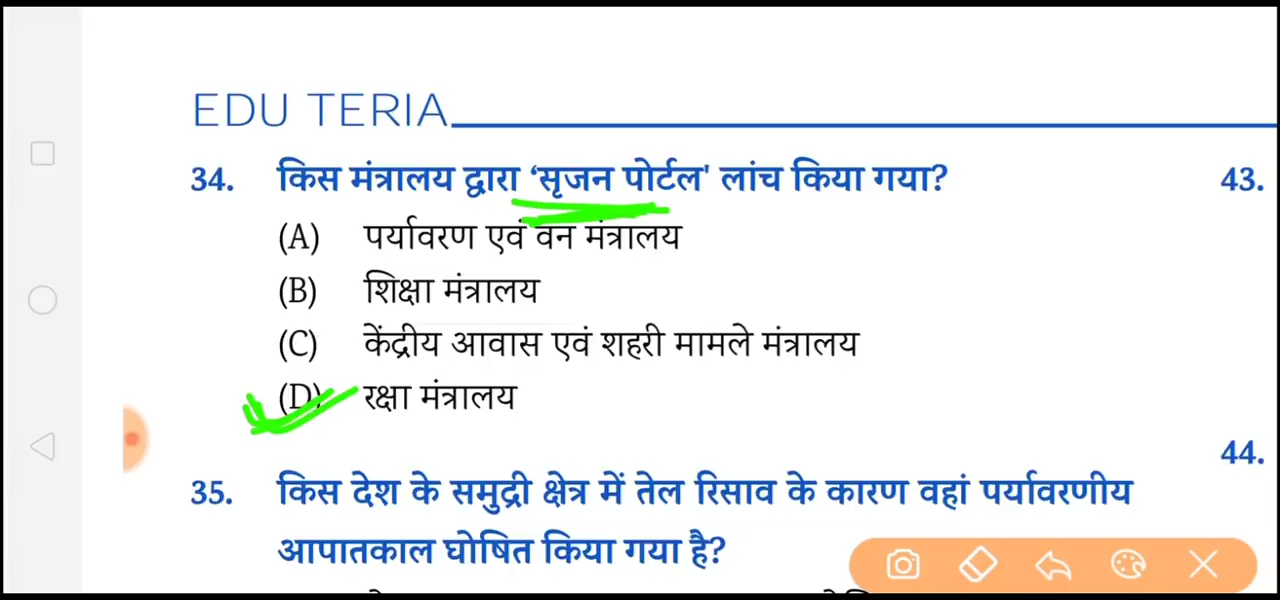 EDU TERIA
34. किस मंत्रालय द्वारा 'सृजन पोर्टल' लांच किया गया? 43.
(A) पर्यावरण एवं वन मंत्रालय
(B) शिक्षा मंत्रालय
(C) केंद्रीय आवास एवं शहरी मामले मंत्रालय
(D) रक्षा मंत्रालय
44.
35. किस देश के समुद्री क्षेत्र में तेल रिसाव के कारण वहां पर्यावरणीय
आपातकाल घोषित किया गया है?